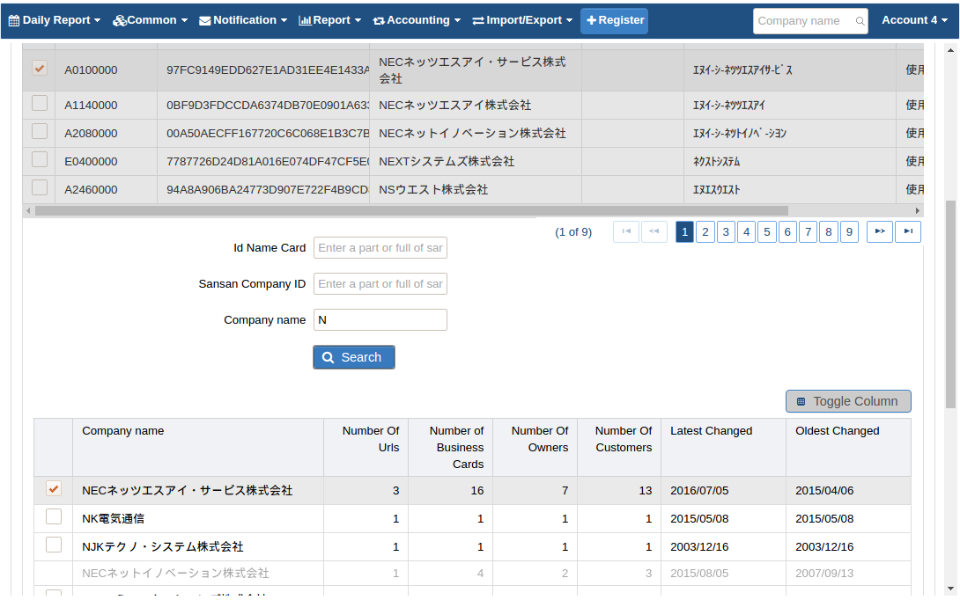 Daily Report Common Notification Report Accounting Import/Export Register Company name Account 4
A0100000 97FC9149EDD627E1AD31EE4E1433A NECネッツエスアイ・サービス株式会社 ｴﾇｲ-ｼ-ﾈｯﾂｴｽｱｲｻ-ﾋﾞｽ 使用
A1140000 0BF9D3FDCCDA6374DB70E0901A63 NECネッツエスアイ株式会社 ｴﾇｲ-ｼ-ﾈｯﾂｴｽｱｲ 使用
A2080000 00A50AECFF167720C6C068E1B3C7B NECネットイノベーション株式会社 ｴﾇｲ-ｼ-ﾈｯﾄｲﾉﾍﾞ-ｼｮﾝ 使用
E0400000 7787726D24D81A016E074DF47CF5E NEXTシステムズ株式会社 ﾈｸｽﾄｼｽﾃﾑｽﾞ 使用
A2460000 94A8A906BA24773D907E722F4B9CD NSウエスト株式会社 ｴﾇｴｽｳｴｽﾄ 使用
(1 of 9) 1 2 3 4 5 6 7 8 9
Id Name Card Enter a part or full of sar
Sansan Company ID Enter a part or full of sar
Company name N
Search
Toggle Column
Company name Number Of Urls Number of Business Cards Number Of Owners Number Of Customers Latest Changed Oldest Changed
NECネッツエスアイ・サービス株式会社 3 16 7 13 2016/07/05 2015/04/06
NK電気通信 1 1 1 1 2015/05/08 2015/05/08
NJKテクノ・システム株式会社 1 1 1 1 2003/12/16 2003/12/16
NECネットイノベーション株式会社 1 4 2 3 2015/08/05 2007/09/13